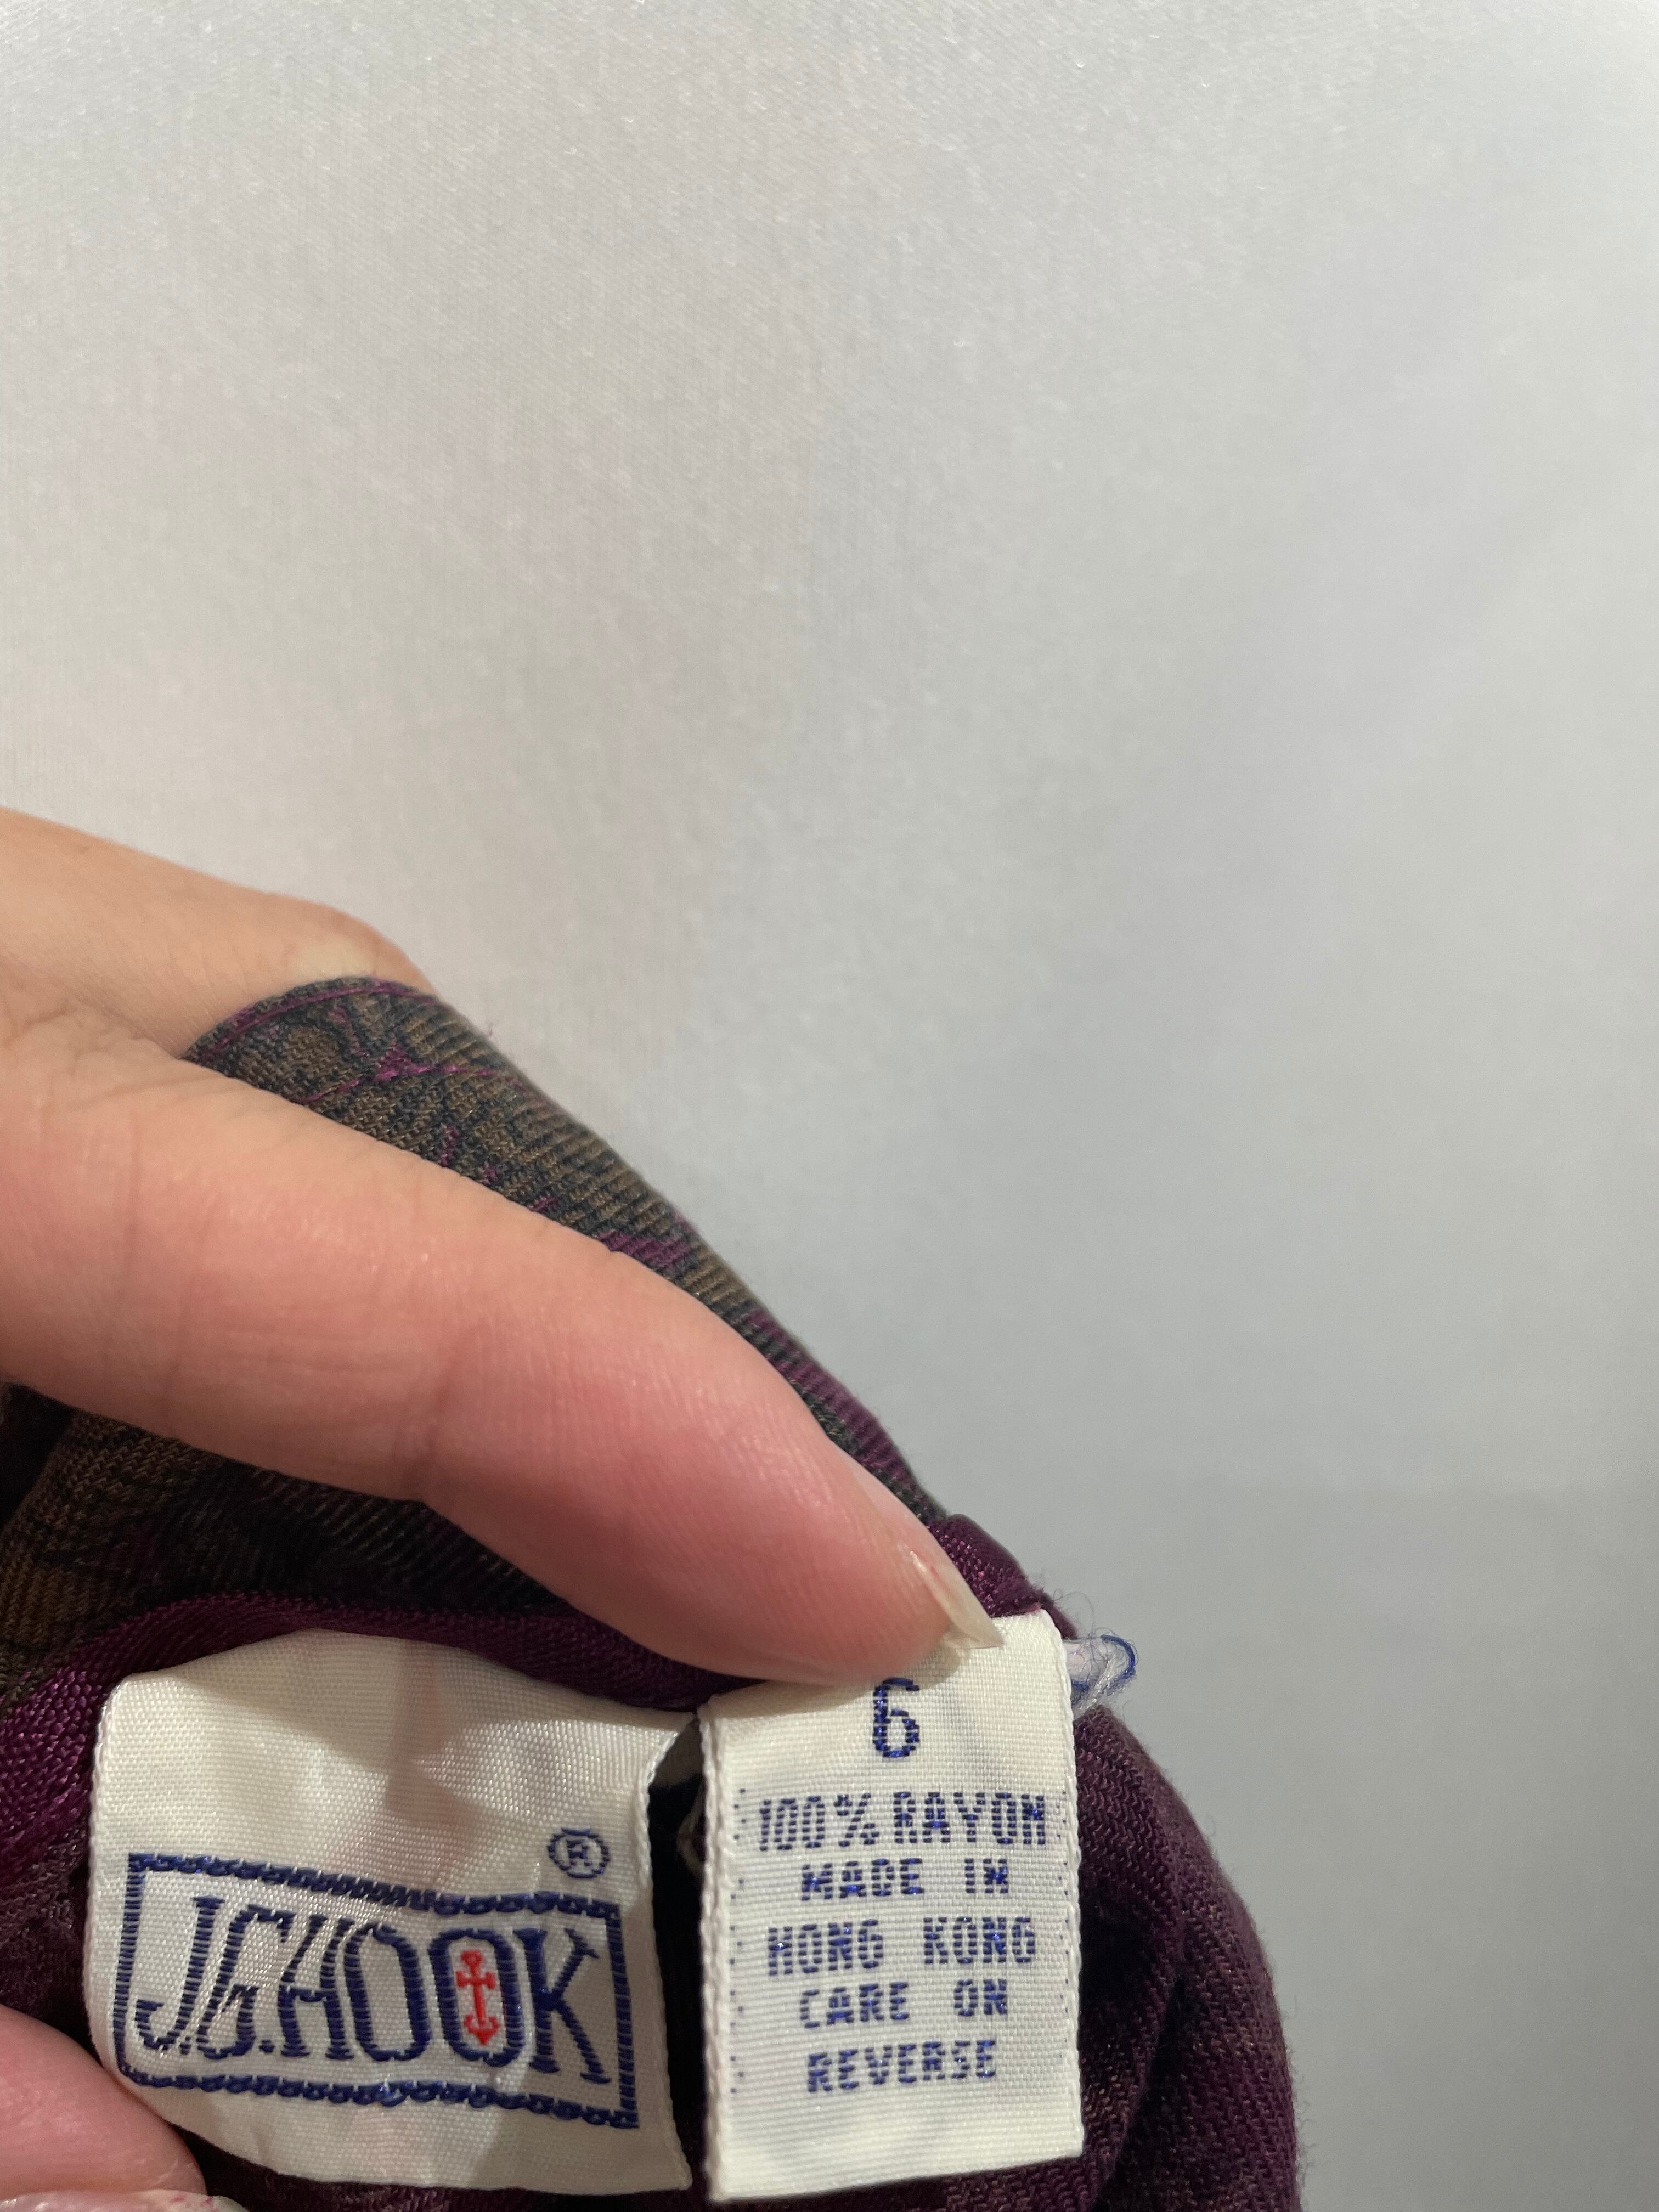 J.G.HOOK
®
6
100% RAYON
MADE IN
HONG KONG
CARE ON
REVERSE